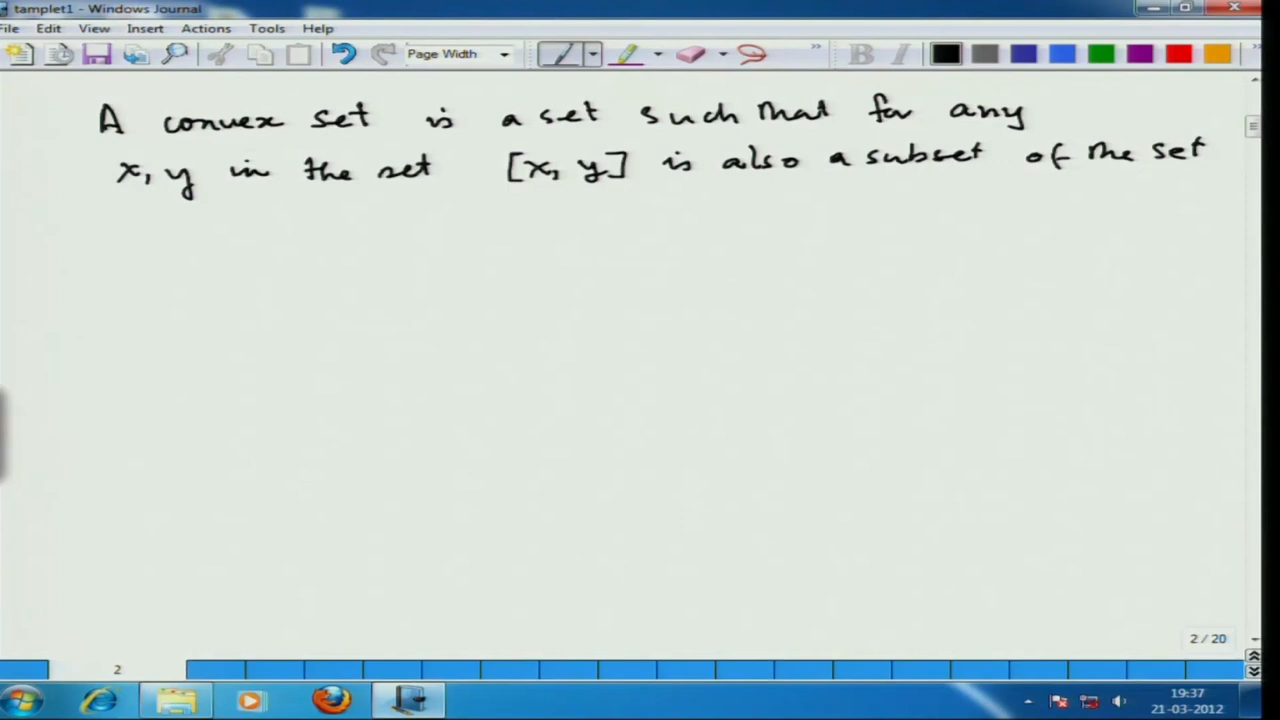 tamplet1 - Windows Journal
File Edit View Insert Actions Tools Help
Page Width
B I
A convex set is a set such that for any
x, y in the set [x, y] is also a subset of the set
2 / 20
2
19:37
21-03-2012